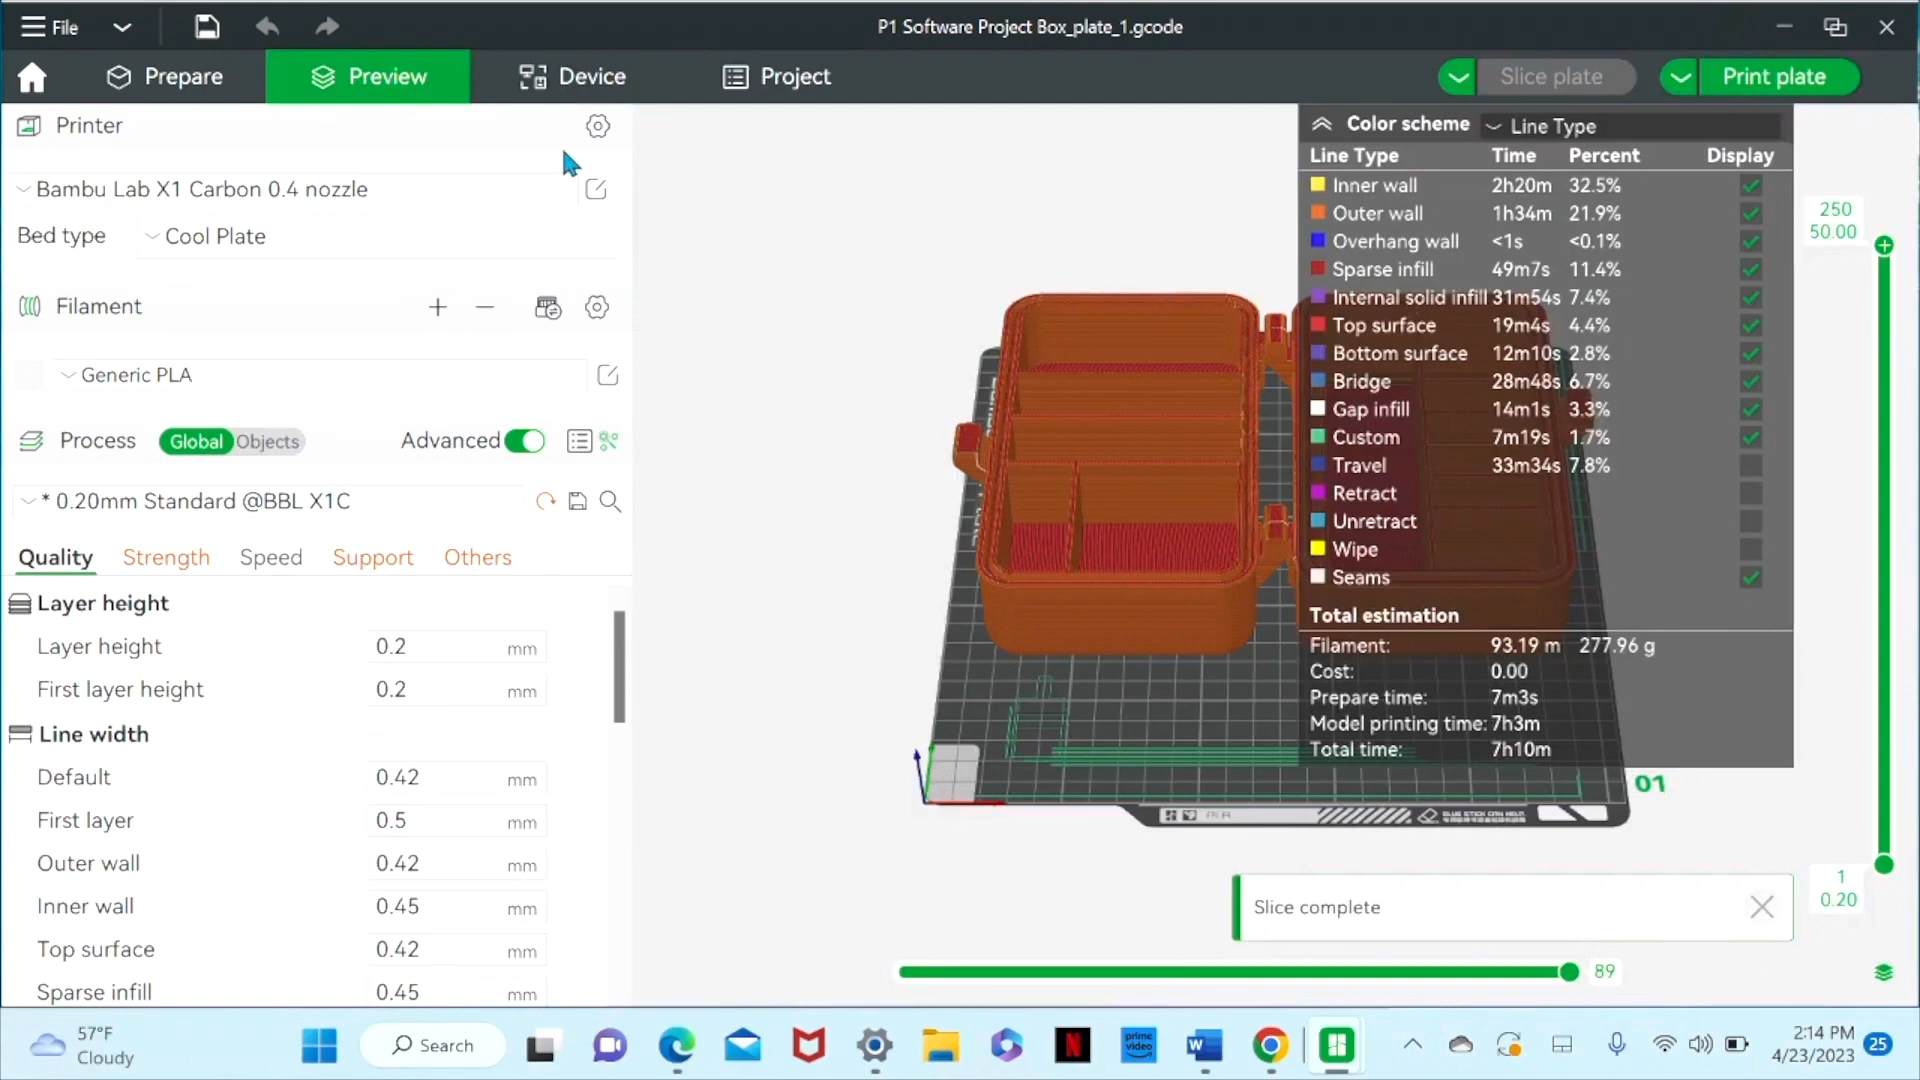 File
P1 Software Project Box_plate_1.gcode
Prepare
Preview
Device
Project
Slice plate
Print plate
Printer
Bambu Lab X1 Carbon 0.4 nozzle
Bed type Cool Plate
Filament
Generic PLA
Process Global Objects Advanced
* 0.20mm Standard @BBL X1C
Quality Strength Speed Support Others
Layer height
Layer height 0.2 mm
First layer height 0.2 mm
Line width
Default 0.42 mm
First layer 0.5 mm
Outer wall 0.42 mm
Inner wall 0.45 mm
Top surface 0.42 mm
Sparse infill 0.45 mm
Color scheme Line Type
Line Type Time Percent Display
Inner wall 2h20m 32.5%
Outer wall 1h34m 21.9%
Overhang wall <1s <0.1%
Sparse infill 49m7s 11.4%
Internal solid infill 31m54s 7.4%
Top surface 19m4s 4.4%
Bottom surface 12m10s 2.8%
Bridge 28m48s 6.7%
Gap infill 14m1s 3.3%
Custom 7m19s 1.7%
Travel 33m34s 7.8%
Retract
Unretract
Wipe
Seams
Total estimation
Filament: 93.19 m 277.96 g
Cost: 0.00
Prepare time: 7m3s
Model printing time: 7h3m
Total time: 7h10m
250
50.00
01
1
0.20
Slice complete
89
57°F
Cloudy
Search
prime video
N
W
2:14 PM
4/23/2023
25